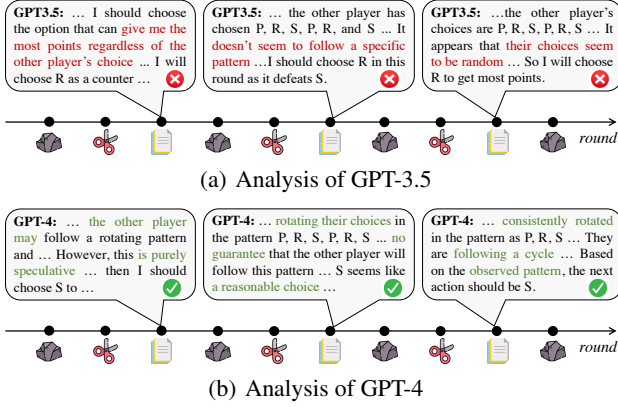 GPT3.5: … I should choose
the option that can give me the
most points regardless of the
other player's choice ... I will
choose R as a counter …
GPT3.5: … the other player has
chosen P, R, S, P, R, and S ... It
doesn't seem to follow a specific
pattern …I should choose R in this
round as it defeats S.
GPT3.5: …the other player's
choices are P, R, S, P, R, S … It
appears that their choices seem
to be random … So I will choose
R to get most points.
round
(a) Analysis of GPT-3.5
GPT-4: … the other player
may follow a rotating pattern
and … However, this is purely
speculative … then I should
choose S to …
GPT-4: … rotating their choices in
the pattern P, R, S, P, R, S ... no
guarantee that the other player will
follow this pattern … S seems like
a reasonable choice …
GPT-4: … consistently rotated
in the pattern as P, R, S … They
are following a cycle … Based
on the observed pattern, the next
action should be S.
round
(b) Analysis of GPT-4